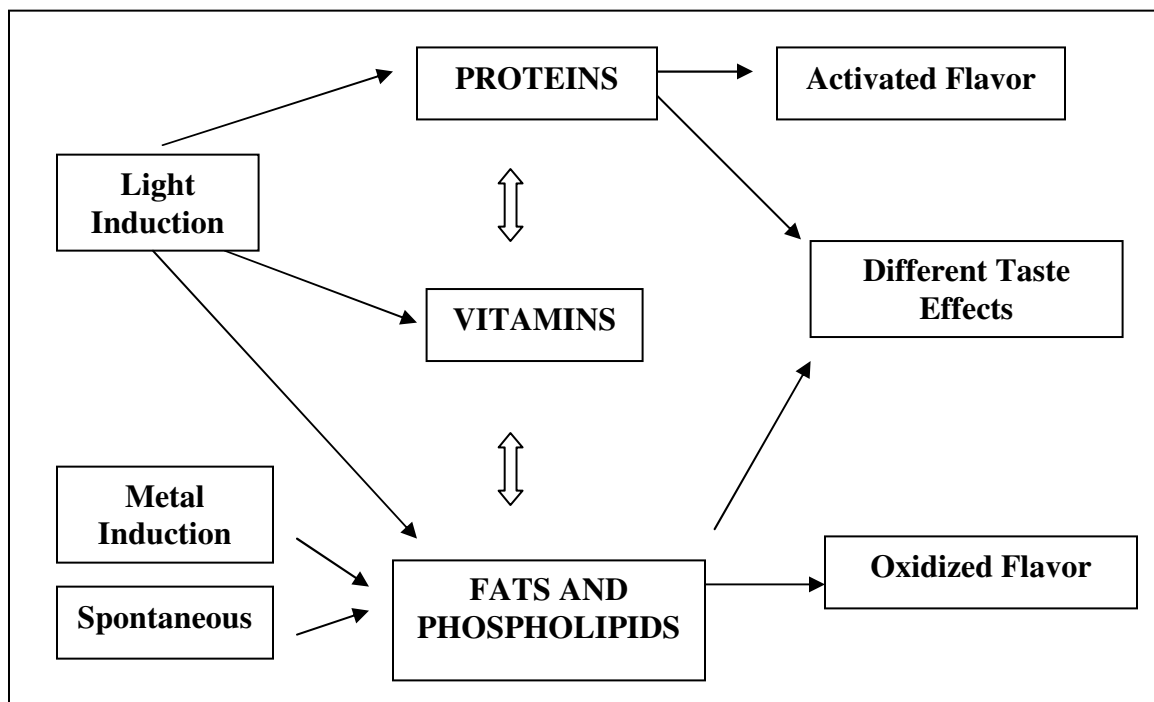 PROTEINS
Activated Flavor
Light
Induction
Different Taste
Effects
VITAMINS
Metal
Induction
Oxidized Flavor
FATS AND
PHOSPHOLIPIDS
Spontaneous